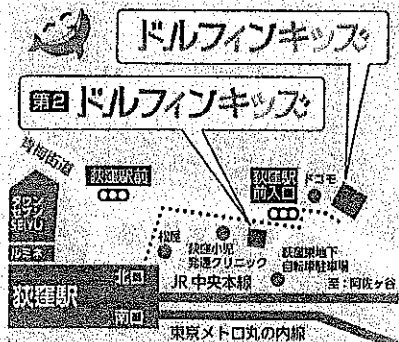 ドルフィンキッズ
第2 ドルフィンキッズ
青梅街道
荻窪駅前
荻窪駅
前入口
ドコモ
タウン
セブン
SEIYU
ルミネ
松屋
荻窪小児
発達クリニック
荻窪東地下
自転車駐車場
北口
JR中央本線
至:阿佐ヶ谷
荻窪駅
南口
東京メトロ丸の内線